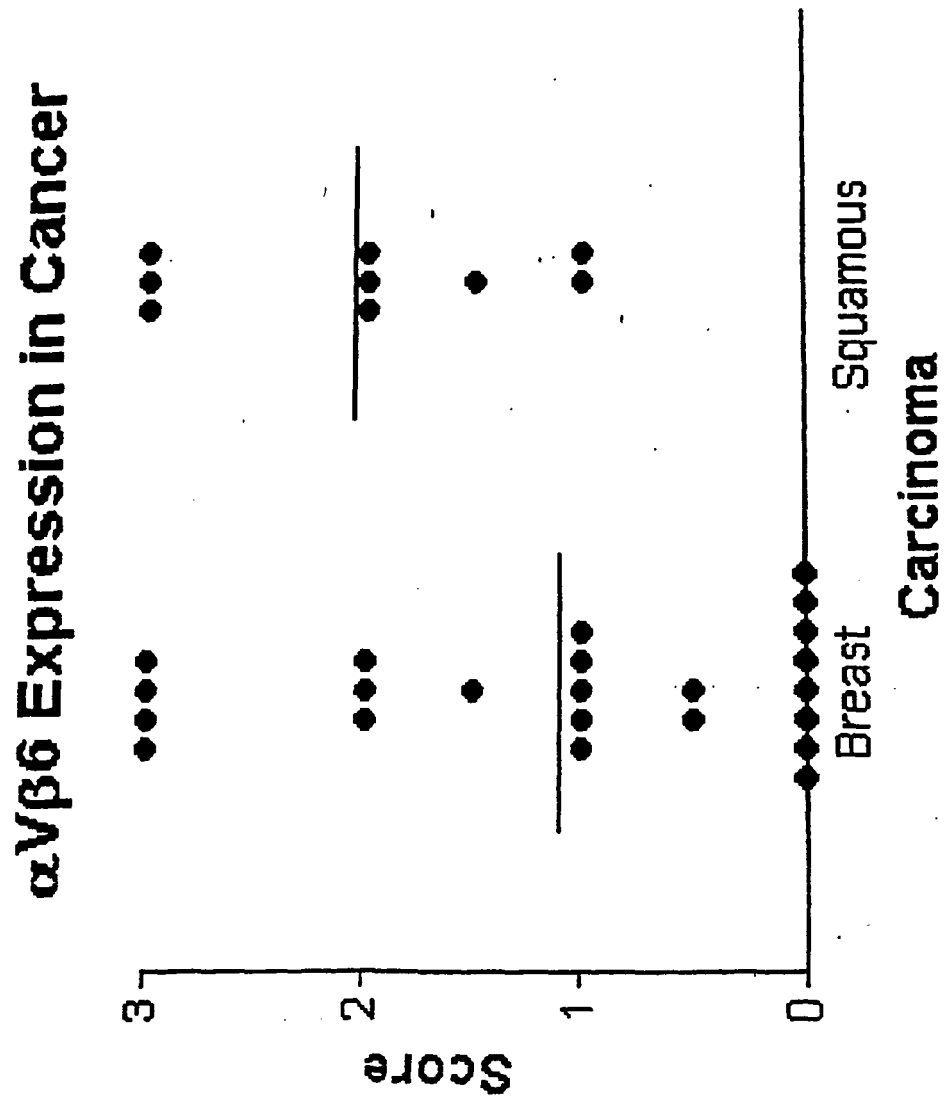 αVβ6 Expression in Cancer
Score
3
2
1
0
Breast
Squamous
Carcinoma